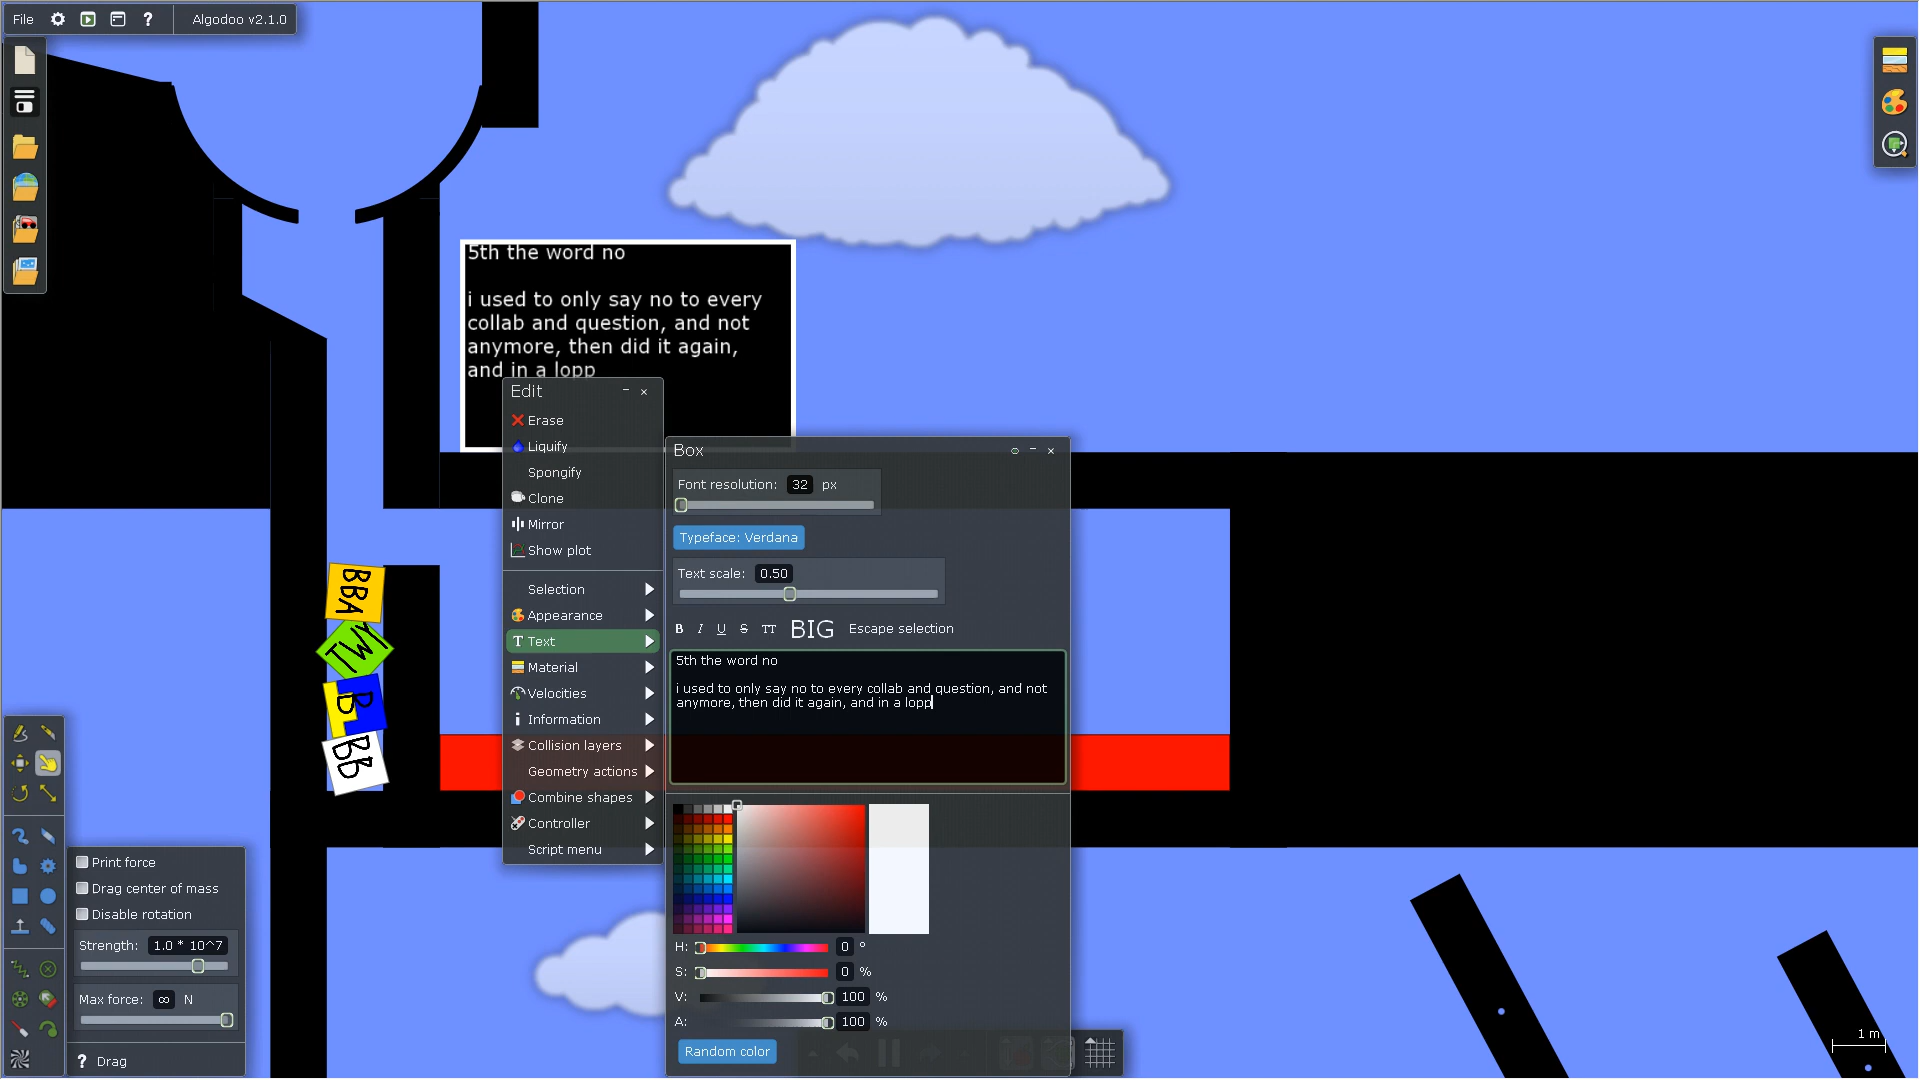 File
?
Algodoo v2.1.0
5th the word no
i used to only say no to every
collab and question, and not
anymore, then did it again,
and in a lopp
Edit
Erase
Liquify
Spongify
Clone
Mirror
Show plot
Selection
Appearance
T Text
Material
Velocities
Information
Collision layers
Geometry actions
Combine shapes
Controller
Script menu
Box
Font resolution: 32 px
Typeface: Verdana
Text scale: 0.50
B I U S TT BIG Escape selection
5th the word no
i used to only say no to every collab and question, and not
anymore, then did it again, and in a lopp
H: 0 °
S: 0 %
V: 100 %
A: 100 %
Random color
BBA
TW
B
BB
Print force
Drag center of mass
Disable rotation
Strength: 1.0 * 10^7
Max force: ∞ N
? Drag
1 m